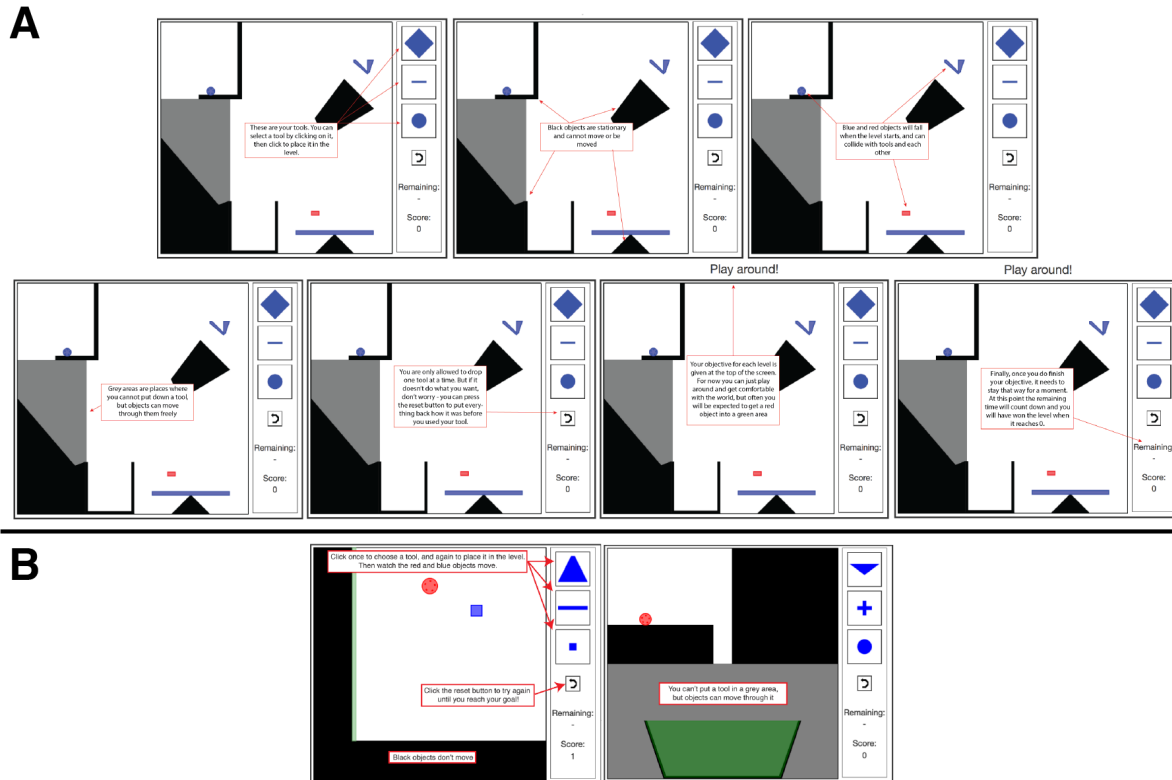 A
These are your tools. You can
select a tool by clicking on it,
then click to place it in the
level.
Remaining:
-
Score:
0
Black objects are stationary
and cannot move or be
moved
Remaining:
-
Score:
0
Blue and red objects will fall
when the level starts, and can
collide with tools and each
other
Remaining:
-
Score:
0
Grey areas are places where
you cannot put down a tool,
but objects can move
through them freely
Remaining:
-
Score:
0
You are only allowed to drop
one tool at a time. But if it
doesn't do what you want,
don't worry - you can press
the reset button to put every-
thing back how it was before
you used your tool.
Remaining:
-
Score:
0
Play around!
Your objective for each level is
given at the top of the screen.
For now you can just play
around and get comfortable
with the world, but often you
will be expected to get a red
object into a green area
Remaining:
-
Score:
0
Play around!
Finally, once you do finish
your objective, it needs to
stay that way for a moment.
At this point the remaining
time will count down and you
will have won the level when
it reaches 0.
Remaining:
-
Score:
0
B
Click once to choose a tool, and again to place it in the level.
Then watch the red and blue objects move.
Click the reset button to try again
until you reach your goal!
Black objects don't move
Remaining:
-
Score:
1
You can't put a tool in a grey area,
but objects can move through it
Remaining:
-
Score:
0